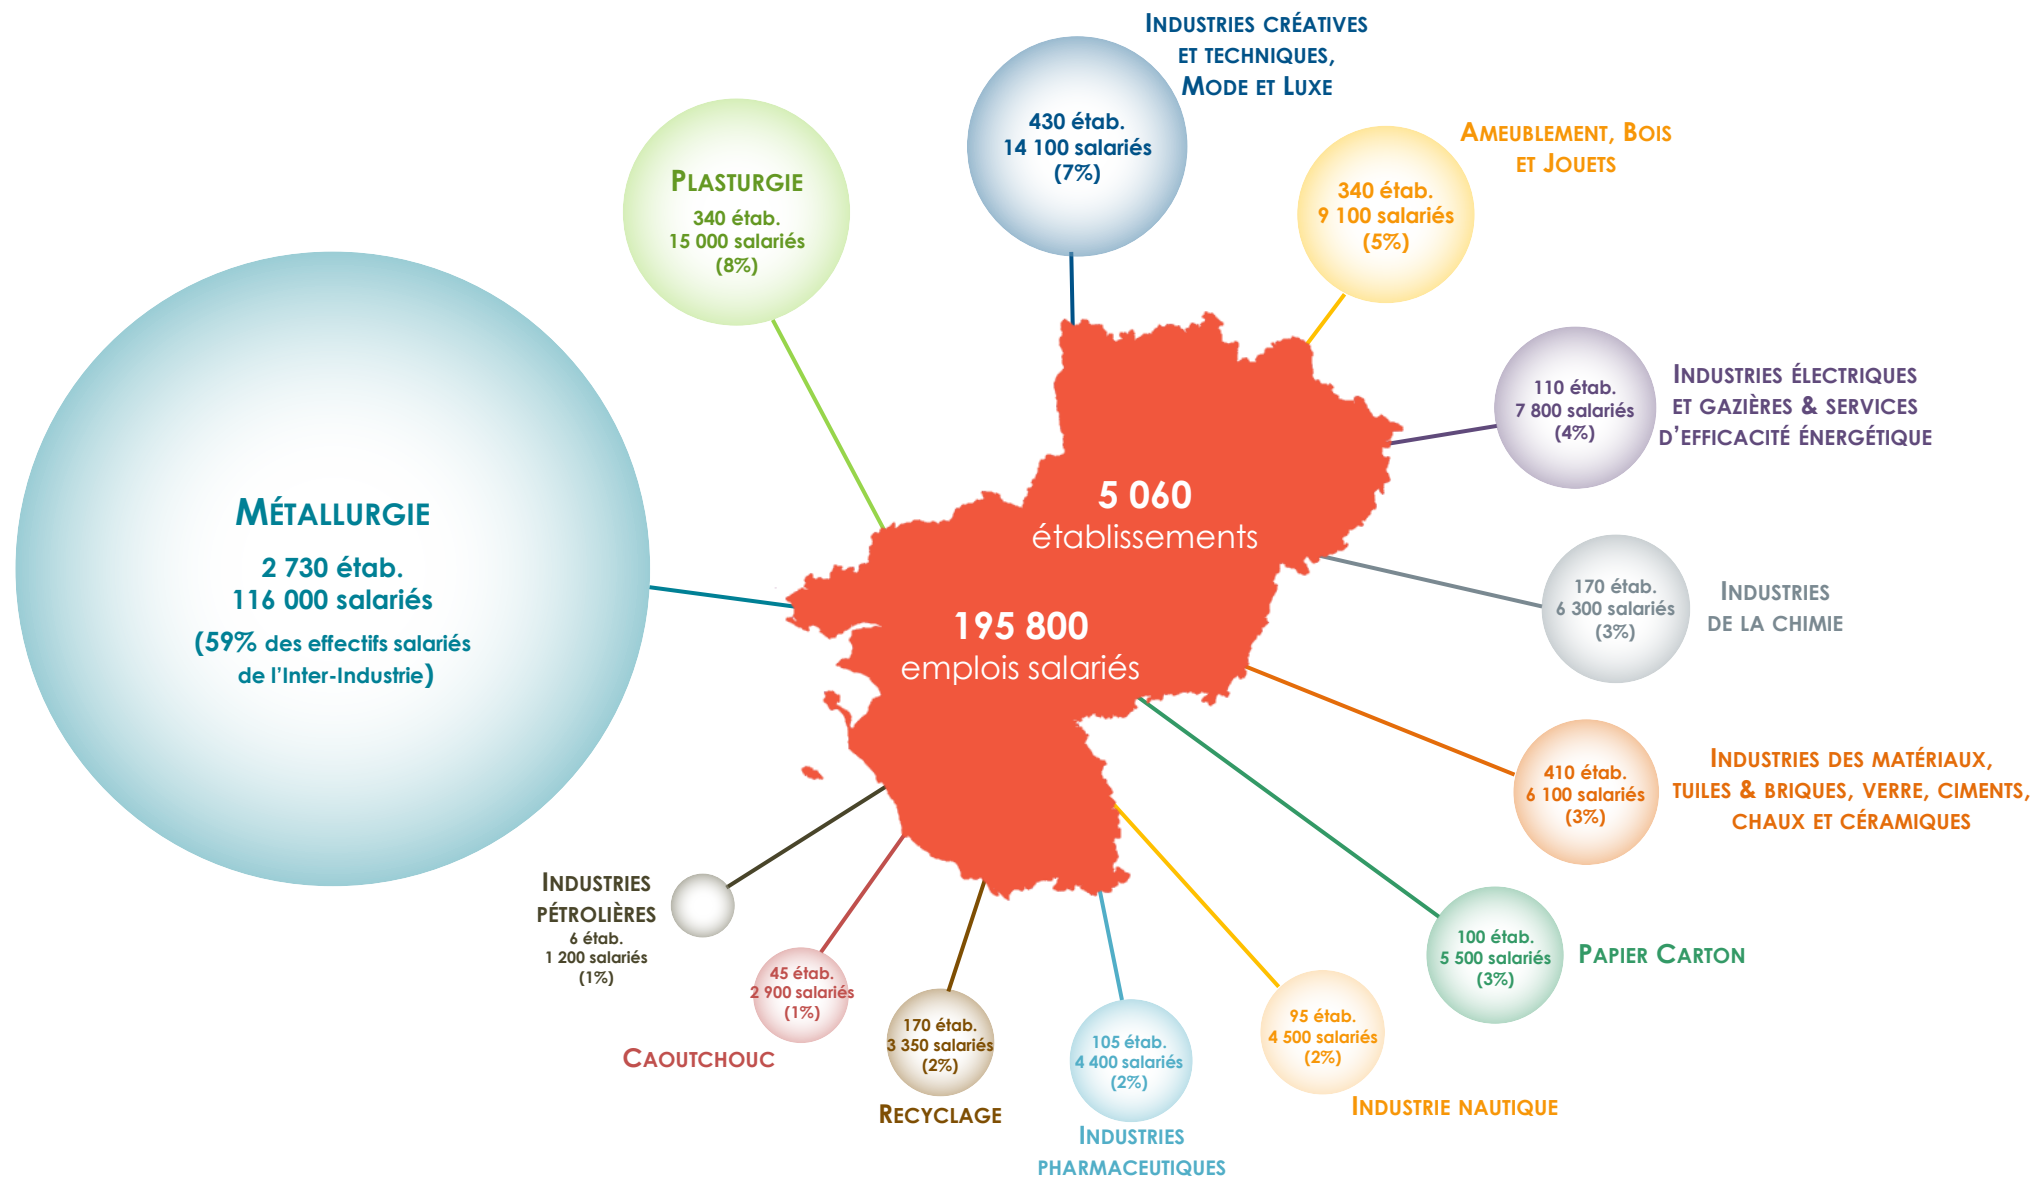 INDUSTRIES CRÉATIVES
ET TECHNIQUES,
MODE ET LUXE
430 étab.
14 100 salariés
(7%)
AMEUBLEMENT, BOIS
ET JOUETS
340 étab.
9 100 salariés
(5%)
PLASTURGIE
340 étab.
15 000 salariés
(8%)
INDUSTRIES ÉLECTRIQUES
ET GAZIÈRES & SERVICES
D'EFFICACITÉ ÉNERGÉTIQUE
110 étab.
7 800 salariés
(4%)
MÉTALLURGIE
2 730 étab.
116 000 salariés
(59% des effectifs salariés
de l'Inter-Industrie)
5 060
établissements
195 800
emplois salariés
170 étab.
6 300 salariés
(3%)
INDUSTRIES
DE LA CHIMIE
410 étab.
6 100 salariés
(3%)
INDUSTRIES DES MATÉRIAUX,
TUILES & BRIQUES, VERRE, CIMENTS,
CHAUX ET CÉRAMIQUES
100 étab.
5 500 salariés
(3%)
PAPIER CARTON
INDUSTRIES
PÉTROLIÈRES
6 étab.
1 200 salariés
(1%)
45 étab.
2 900 salariés
(1%)
CAOUTCHOUC
170 étab.
3 350 salariés
(2%)
RECYCLAGE
105 étab.
4 400 salariés
(2%)
INDUSTRIES
PHARMACEUTIQUES
95 étab.
4 500 salariés
(2%)
INDUSTRIE NAUTIQUE